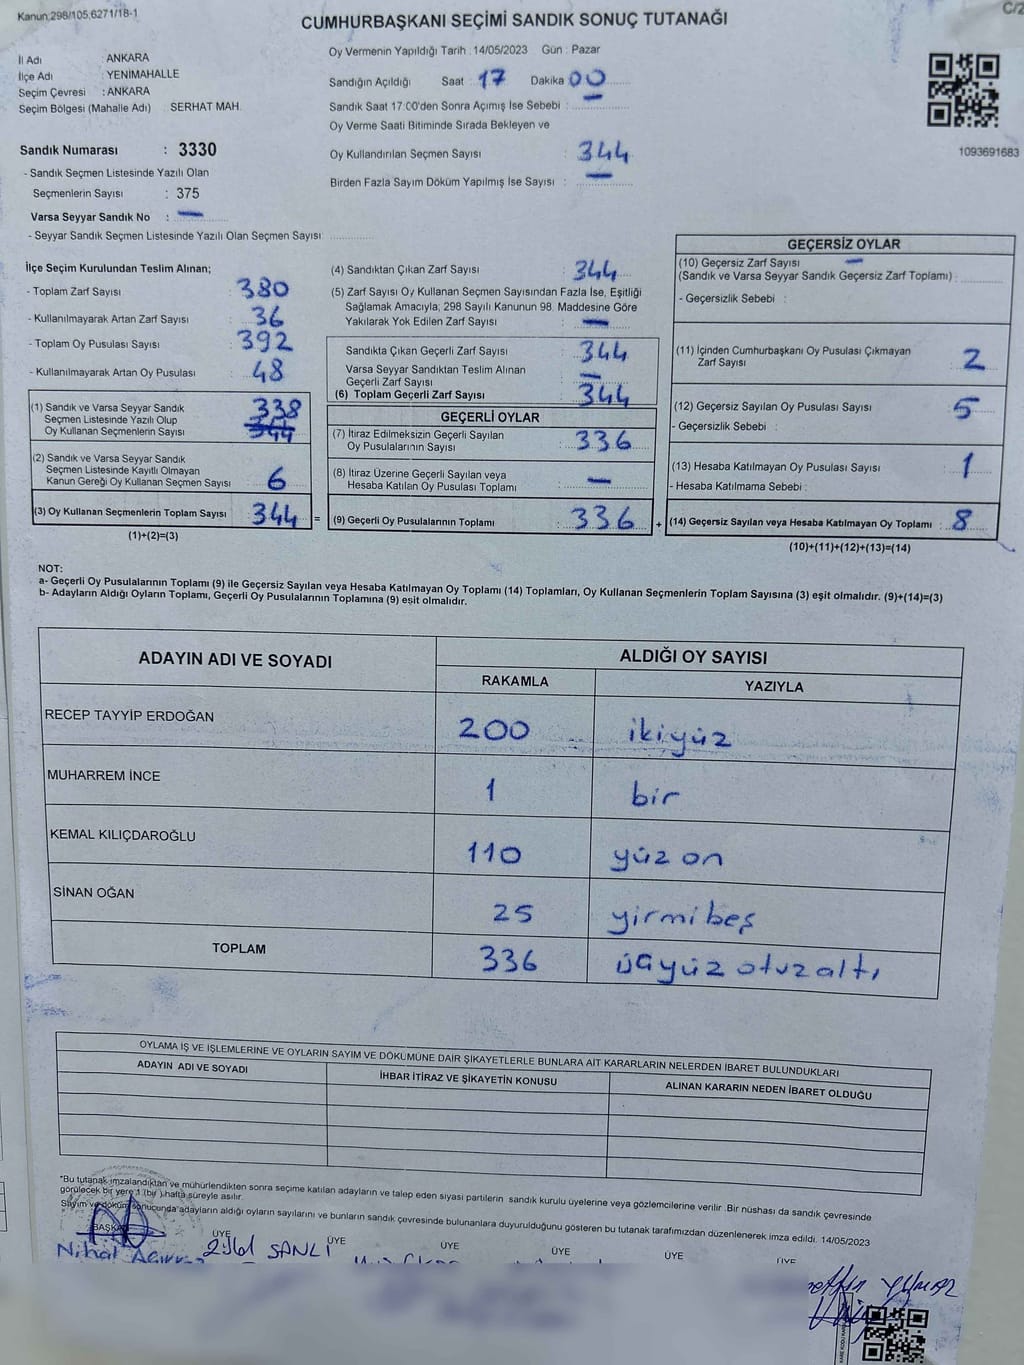 Kanun:298/105,6271/18-1
C/2
CUMHURBAŞKANI SEÇİMİ SANDIK SONUÇ TUTANAĞI
İl Adı : ANKARA
İlçe Adı : YENİMAHALLE
Seçim Çevresi : ANKARA
Seçim Bölgesi (Mahalle Adı) : SERHAT MAH.
Oy Vermenin Yapıldığı Tarih : 14/05/2023 Gün : Pazar
Sandığın Açıldığı Saat : 17 Dakika : 00
Sandık Saat 17:00'den Sonra Açımış İse Sebebi : —
Oy Verme Saati Bitiminde Sırada Bekleyen ve
Oy Kullandırılan Seçmen Sayısı : 344
Birden Fazla Sayım Döküm Yapılmış İse Sayısı : —
1093691683
Sandık Numarası : 3330
- Sandık Seçmen Listesinde Yazılı Olan
Seçmenlerin Sayısı : 375
Varsa Seyyar Sandık No : —
- Seyyar Sandık Seçmen Listesinde Yazılı Olan Seçmen Sayısı:
İlçe Seçim Kurulundan Teslim Alınan;
- Toplam Zarf Sayısı : 380
- Kullanılmayarak Artan Zarf Sayısı : 36
- Toplam Oy Pusulası Sayısı : 392
- Kullanılmayarak Artan Oy Pusulası : 48
(1) Sandık ve Varsa Seyyar Sandık
Seçmen Listesinde Yazılı Olup
Oy Kullanan Seçmenlerin Sayısı : 338
344
(2) Sandık ve Varsa Seyyar Sandık
Seçmen Listesinde Kayıtlı Olmayan
Kanun Gereği Oy Kullanan Seçmen Sayısı : 6
(3) Oy Kullanan Seçmenlerin Toplam Sayısı : 344 =
(1)+(2)=(3)
(4) Sandıktan Çıkan Zarf Sayısı : 344
(5) Zarf Sayısı Oy Kullanan Seçmen Sayısından Fazla İse, Eşitliği
Sağlamak Amacıyla; 298 Sayılı Kanunun 98. Maddesine Göre
Yakılarak Yok Edilen Zarf Sayısı : —
Sandıkta Çıkan Geçerli Zarf Sayısı : 344
Varsa Seyyar Sandıktan Teslim Alınan
Geçerli Zarf Sayısı : —
(6) Toplam Geçerli Zarf Sayısı : 344
GEÇERLİ OYLAR
(7) İtiraz Edilmeksizin Geçerli Sayılan
Oy Pusulalarının Sayısı : 336
(8) İtiraz Üzerine Geçerli Sayılan veya
Hesaba Katılan Oy Pusulası Toplamı : —
(9) Geçerli Oy Pusulalarının Toplamı : 336 +
GEÇERSİZ OYLAR
(10) Geçersiz Zarf Sayısı —
(Sandık ve Varsa Seyyar Sandık Geçersiz Zarf Toplamı) :
- Geçersizlik Sebebi :
(11) İçinden Cumhurbaşkanı Oy Pusulası Çıkmayan
Zarf Sayısı : 2
(12) Geçersiz Sayılan Oy Pusulası Sayısı : 5
- Geçersizlik Sebebi :
(13) Hesaba Katılmayan Oy Pusulası Sayısı : 1
- Hesaba Katılmama Sebebi :
(14) Geçersiz Sayılan veya Hesaba Katılmayan Oy Toplamı : 8
(10)+(11)+(12)+(13)=(14)
NOT:
a- Geçerli Oy Pusulalarının Toplamı (9) ile Geçersiz Sayılan veya Hesaba Katılmayan Oy Toplamı (14) Toplamları, Oy Kullanan Seçmenlerin Toplam Sayısına (3) eşit olmalıdır. (9)+(14)=(3)
b- Adayların Aldığı Oyların Toplamı, Geçerli Oy Pusulalarının Toplamına (9) eşit olmalıdır.
ADAYIN ADI VE SOYADI ALDIĞI OY SAYISI
RAKAMLA YAZIYLA
RECEP TAYYİP ERDOĞAN 200 ikiyüz
MUHARREM İNCE 1 bir
KEMAL KILIÇDAROĞLU 110 yüz on
SİNAN OĞAN 25 yirmibeş
TOPLAM 336 üçyüz otuzaltı
OYLAMA İŞ VE İŞLEMLERİNE VE OYLARIN SAYIM VE DÖKÜMÜNE DAİR ŞİKAYETLERLE BUNLARA AİT KARARLARIN NELERDEN İBARET BULUNDUKLARI
ADAYIN ADI VE SOYADI İHBAR İTİRAZ VE ŞİKAYETİN KONUSU ALINAN KARARIN NEDEN İBARET OLDUĞU
*Bu tutanak imzalandıktan ve mühürlendikten sonra seçime katılan adayların ve talep eden siyasi partilerin sandık kurulu üyelerine veya gözlemcilerine verilir. Bir nüshası da sandık çevresinde
görülecek bir yere 1 (bir) hafta süreyle asılır.
Sayım ve döküm sonucunda adayların aldığı oyların sayılarını ve bunların sandık çevresinde bulunanlara duyurulduğunu gösteren bu tutanak tarafımızdan düzenlenerek imza edildi. 14/05/2023
BAŞKAN ÜYE ÜYE ÜYE ÜYE ÜYE ÜYE
Nihal SANLI